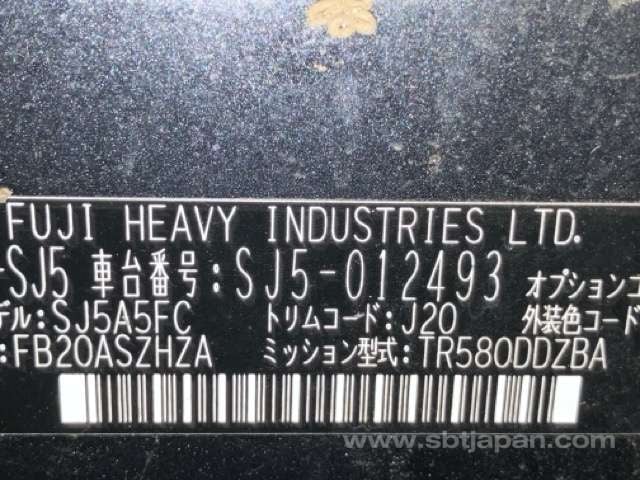 FUJI HEAVY INDUSTRIES LTD.
-SJ5 車台番号: SJ5-012493 オプションコ
デル: SJ5A5FC トリムコード: J20 外装色コード
: FB20ASZHZA ミッション型式: TR580DDZBA
www.sbtjapan.com